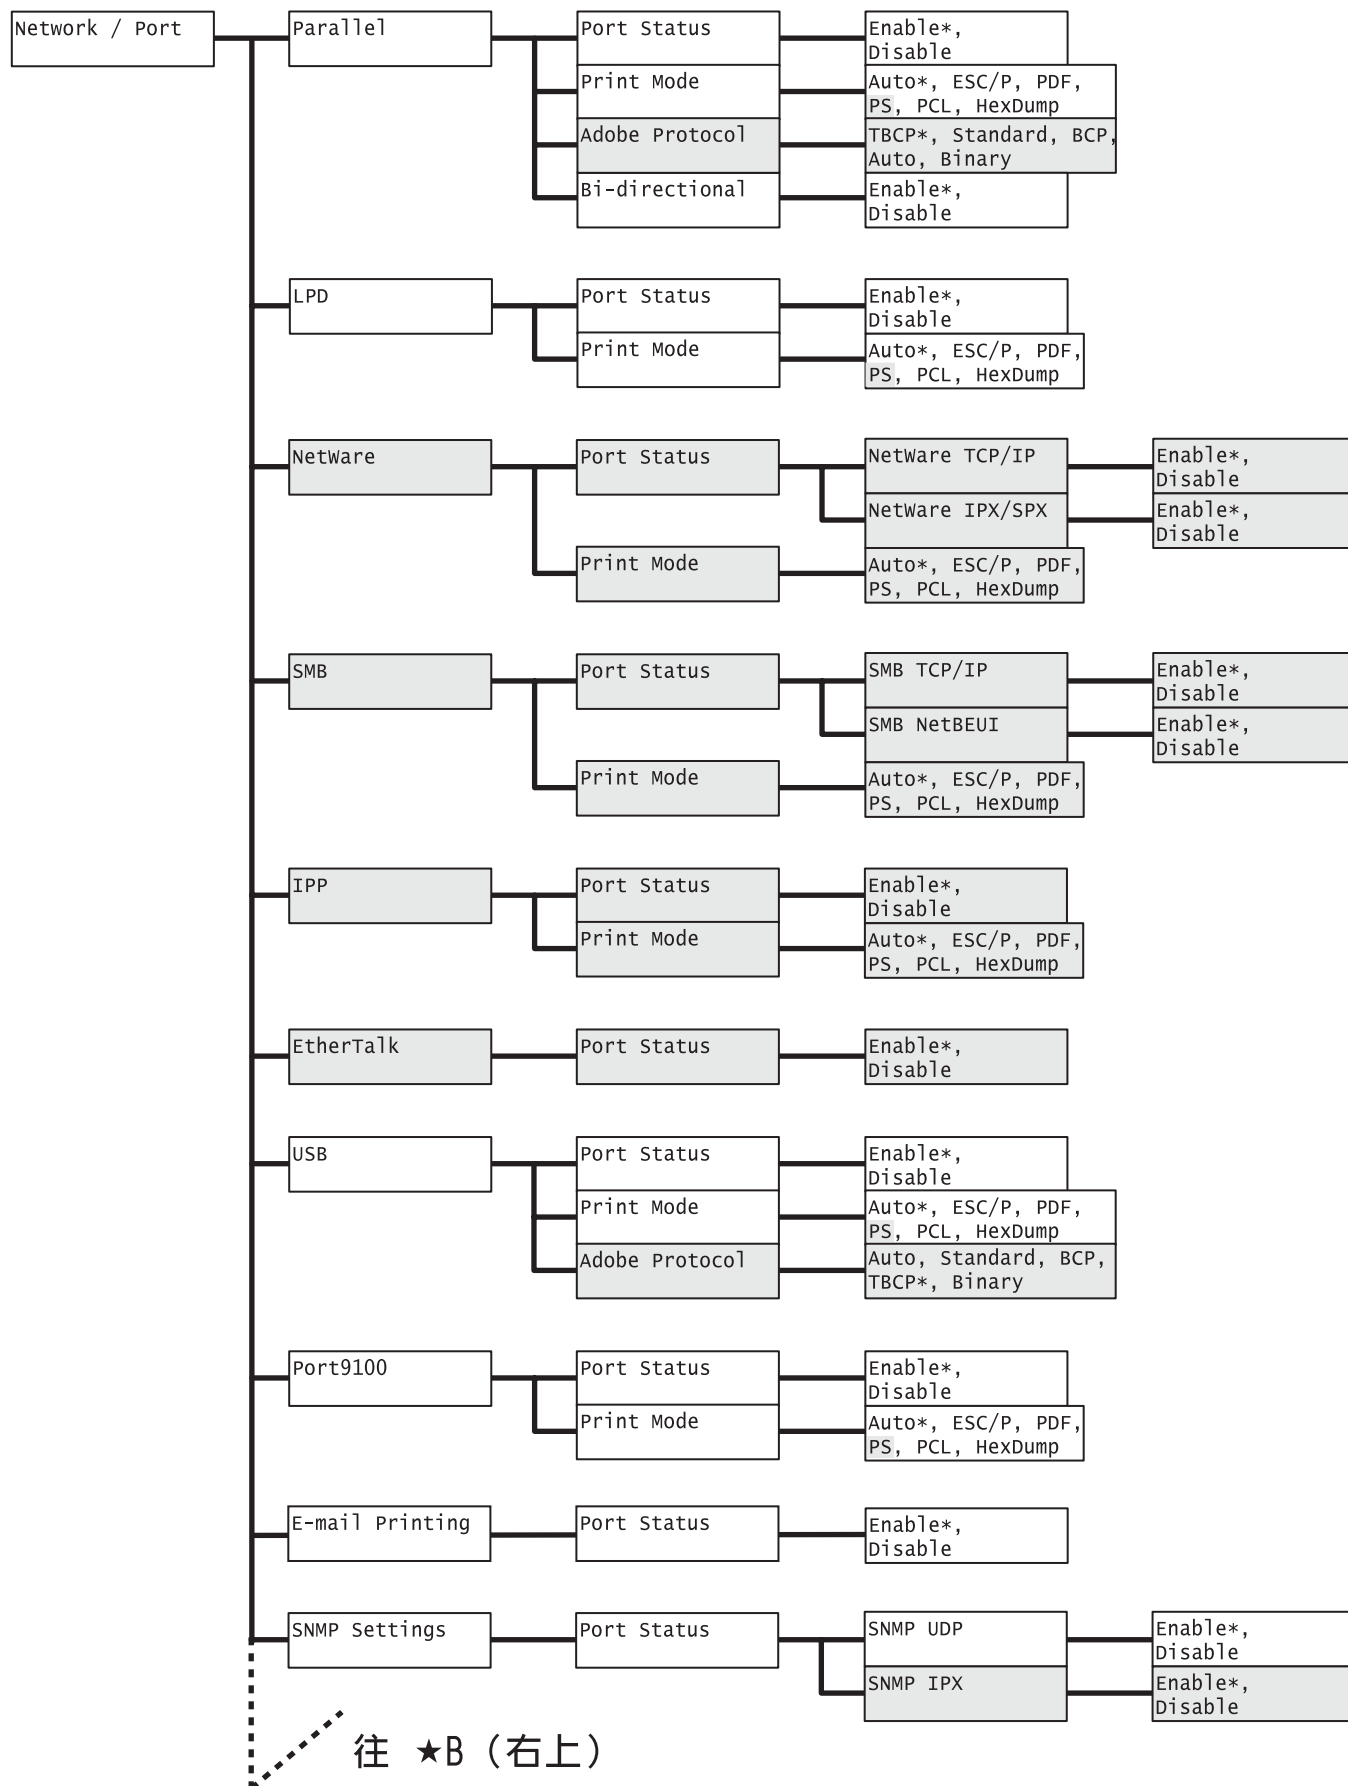 Network / Port
Parallel
Port Status
Enable*,
Disable
Print Mode
Auto*, ESC/P, PDF,
PS, PCL, HexDump
Adobe Protocol
TBCP*, Standard, BCP,
Auto, Binary
Bi-directional
Enable*,
Disable
LPD
Port Status
Enable*,
Disable
Print Mode
Auto*, ESC/P, PDF,
PS, PCL, HexDump
NetWare
Port Status
NetWare TCP/IP
Enable*,
Disable
NetWare IPX/SPX
Enable*,
Disable
Print Mode
Auto*, ESC/P, PDF,
PS, PCL, HexDump
SMB
Port Status
SMB TCP/IP
Enable*,
Disable
SMB NetBEUI
Enable*,
Disable
Print Mode
Auto*, ESC/P, PDF,
PS, PCL, HexDump
IPP
Port Status
Enable*,
Disable
Print Mode
Auto*, ESC/P, PDF,
PS, PCL, HexDump
EtherTalk
Port Status
Enable*,
Disable
USB
Port Status
Enable*,
Disable
Print Mode
Auto*, ESC/P, PDF,
PS, PCL, HexDump
Adobe Protocol
Auto, Standard, BCP,
TBCP*, Binary
Port9100
Port Status
Enable*,
Disable
Print Mode
Auto*, ESC/P, PDF,
PS, PCL, HexDump
E-mail Printing
Port Status
Enable*,
Disable
SNMP Settings
Port Status
SNMP UDP
Enable*,
Disable
SNMP IPX
Enable*,
Disable
往 ★B（右上）